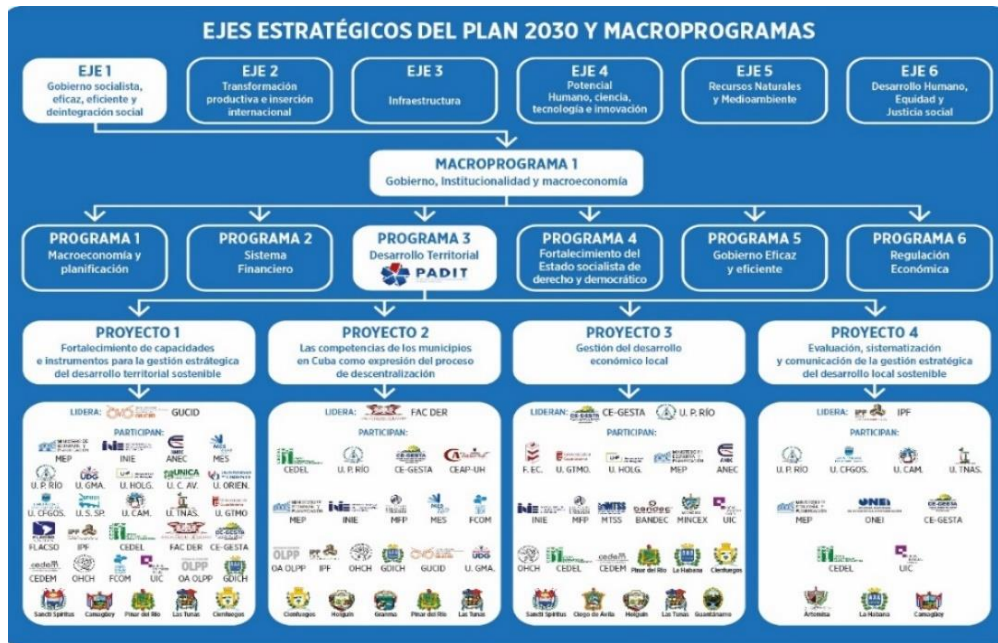 EJES ESTRATÉGICOS DEL PLAN 2030 Y MACROPROGRAMAS
EJE 1
Gobierno socialista,
eficaz, eficiente y
deintegración social
EJE 2
Transformación
productiva e inserción
internacional
EJE 3
Infraestructura
EJE 4
Potencial
Humano, ciencia,
tecnología e innovación
EJE 5
Recursos Naturales
y Medioambiente
EJE 6
Desarrollo Humano,
Equidad y
Justicia social
MACROPROGRAMA 1
Gobierno, Institucionalidad y macroeconomía
PROGRAMA 1
Macroeconomía y
planificación
PROGRAMA 2
Sistema
Financiero
PROGRAMA 3
Desarrollo Territorial
PADIT
PROGRAMA 4
Fortalecimiento del
Estado socialista de
derecho y democrático
PROGRAMA 5
Gobierno Eficaz
y eficiente
PROGRAMA 6
Regulación
Económica
PROYECTO 1
Fortalecimiento de capacidades
e instrumentos para la gestión estrátegica
del desarrollo territorial sostenible
LIDERA: GUCID
PARTICIPAN:
MEP INIE ANEC MES
U. P. RÍO U. GMA. U. HOLG. U. C. AV. U. ORIEN.
U. CFGOS. U. S. SP. U. CAM. U. TNAS. U. GTMO
FLACSO IPF CEDEL FAC DER CE-GESTA
CEDEM OHCH FCOM UIC OA OLPP GDICH
Sancti Spíritus Camagüey Pinar del Río Las Tunas Cienfuegos
PROYECTO 2
Las competencias de los municipios
en Cuba como expresión del proceso
de descentralización
LIDERA: FAC DER
PARTICIPAN:
CEDEL U. P. RÍO CE-GESTA CEAP-UH
MEP INIE MFP MES FCOM
OA OLPP IPF OHCH GDICH GUCID U. GMA.
Cienfuegos Holguín Granma Pinar del Río Las Tunas
PROYECTO 3
Gestión del desarrollo
económico local
LIDERAN: CE-GESTA U. P. RÍO
PARTICIPAN:
F. EC. U. GTMO. U. HOLG. MEP ANEC
INIE MFP MTSS BANDEC MINCEX UIC
OHCH CEDEL CEDEM Pinar del Río La Habana Cienfuegos
Sancti Spíritus Ciego de Ávila Holguín Las Tunas Guantánamo
PROYECTO 4
Evaluación, sistematización
y comunicación de la gestión estratégica
del desarrollo local sostenible
LIDERA: IPF
PARTICIPAN:
U. P. RÍO U. CFGOS. U. CAM. U. TNAS.
MEP ONEI CE-GESTA
CEDEL UIC
Artemisa La Habana Camagüey